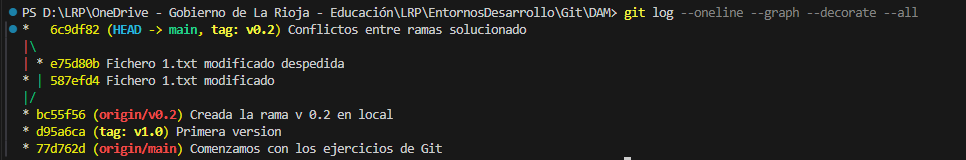 PS D:\LRP\OneDrive - Gobierno de La Rioja - Educación\LRP\EntornosDesarrollo\Git\DAM> git log --oneline --graph --decorate --all
*   6c9df82 (HEAD -> main, tag: v0.2) Conflictos entre ramas solucionado
|\
| * e75d80b Fichero 1.txt modificado despedida
* | 587efd4 Fichero 1.txt modificado
|/
* bc55f56 (origin/v0.2) Creada la rama v 0.2 en local
* d95a6ca (tag: v1.0) Primera version
* 77d762d (origin/main) Comenzamos con los ejercicios de Git